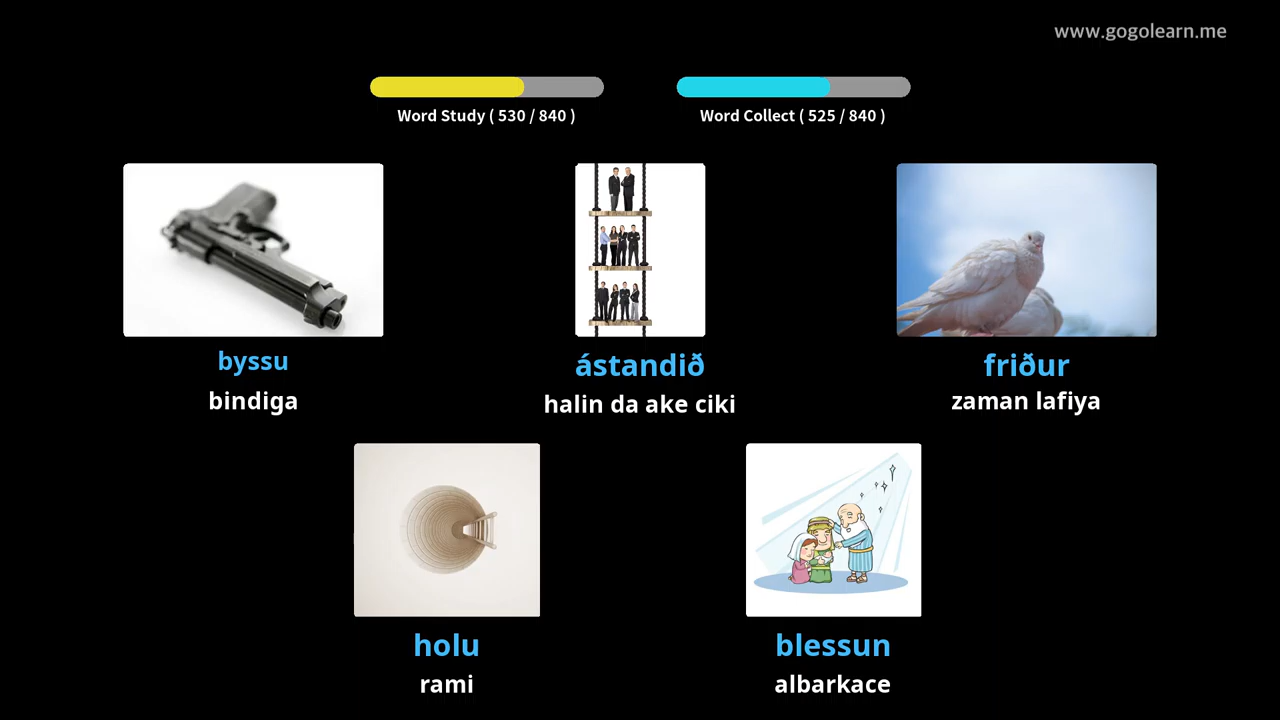 www.gogolearn.me
Word Study ( 530 / 840 )
Word Collect ( 525 / 840 )
byssu
bindiga
ástandið
halin da ake ciki
friður
zaman lafiya
holu
rami
blessun
albarkace